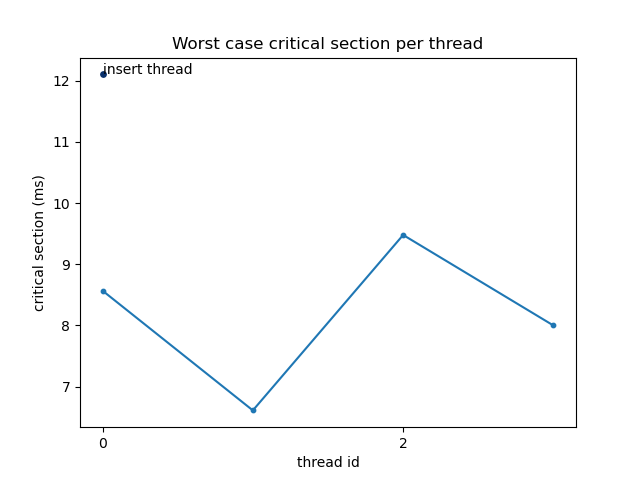 Worst case critical section per thread
insert thread
12
11
10
9
8
7
critical section (ms)
0
2
thread id